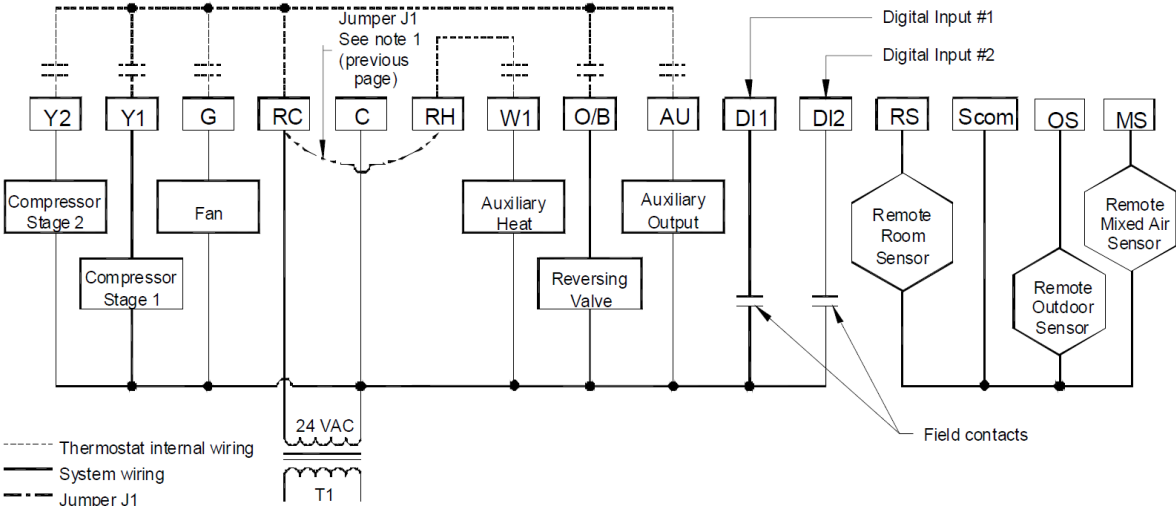 Jumper J1
See note 1
(previous
page)
Digital Input #1
Digital Input #2
Y2
Y1
G
RC
C
RH
W1
O/B
AU
DI1
DI2
RS
Scom
OS
MS
Compressor
Stage 2
Fan
Auxiliary
Heat
Auxiliary
Output
Remote
Room
Sensor
Remote
Mixed Air
Sensor
Compressor
Stage 1
Reversing
Valve
Remote
Outdoor
Sensor
24 VAC
T1
Field contacts
Thermostat internal wiring
System wiring
Jumper J1